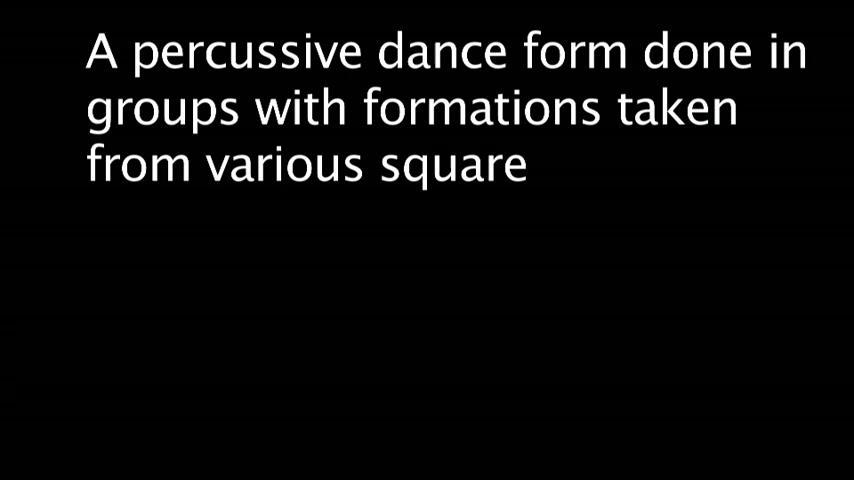 A percussive dance form done in
groups with formations taken
from various square